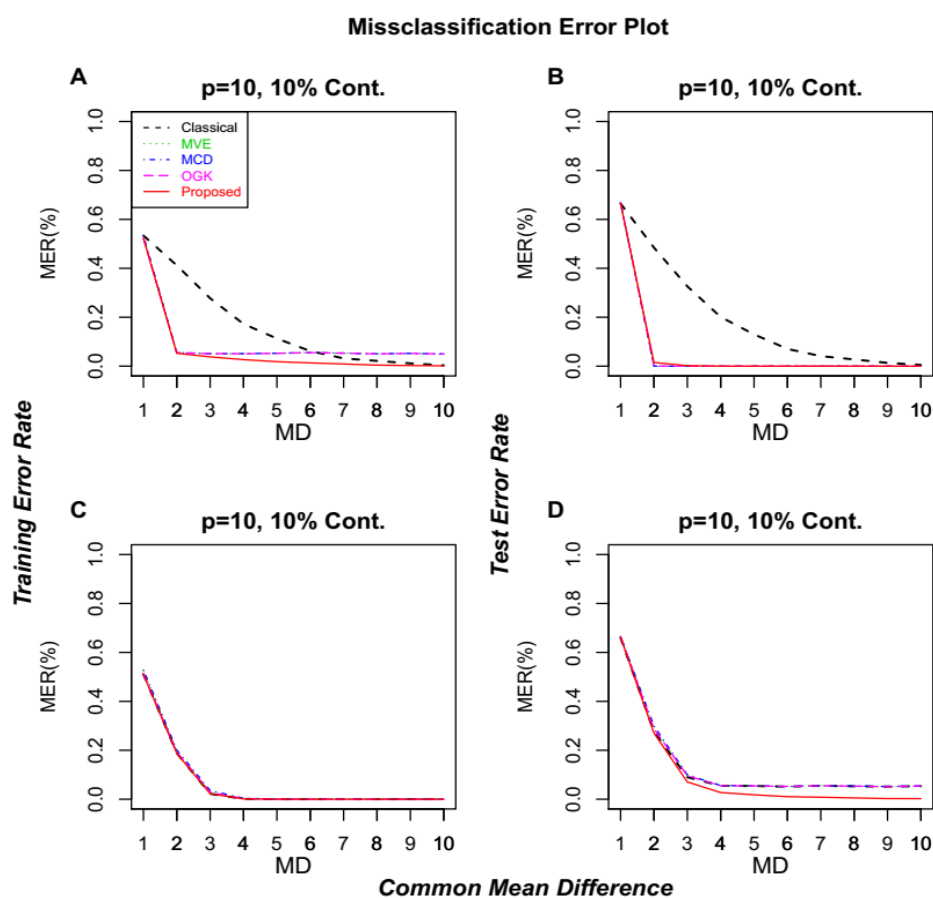 Missclassification Error Plot
A
p=10, 10% Cont.
1.0
0.8
0.6
0.4
0.2
0.0
MER(%)
Classical
MVE
MCD
OGK
Proposed
1 2 3 4 5 6 7 8 9 10
MD
B
p=10, 10% Cont.
1.0
0.8
0.6
0.4
0.2
0.0
MER(%)
1 2 3 4 5 6 7 8 9 10
MD
Training Error Rate
Test Error Rate
C
p=10, 10% Cont.
1.0
0.8
0.6
0.4
0.2
0.0
MER(%)
1 2 3 4 5 6 7 8 9 10
MD
D
p=10, 10% Cont.
1.0
0.8
0.6
0.4
0.2
0.0
MER(%)
1 2 3 4 5 6 7 8 9 10
MD
Common Mean Difference